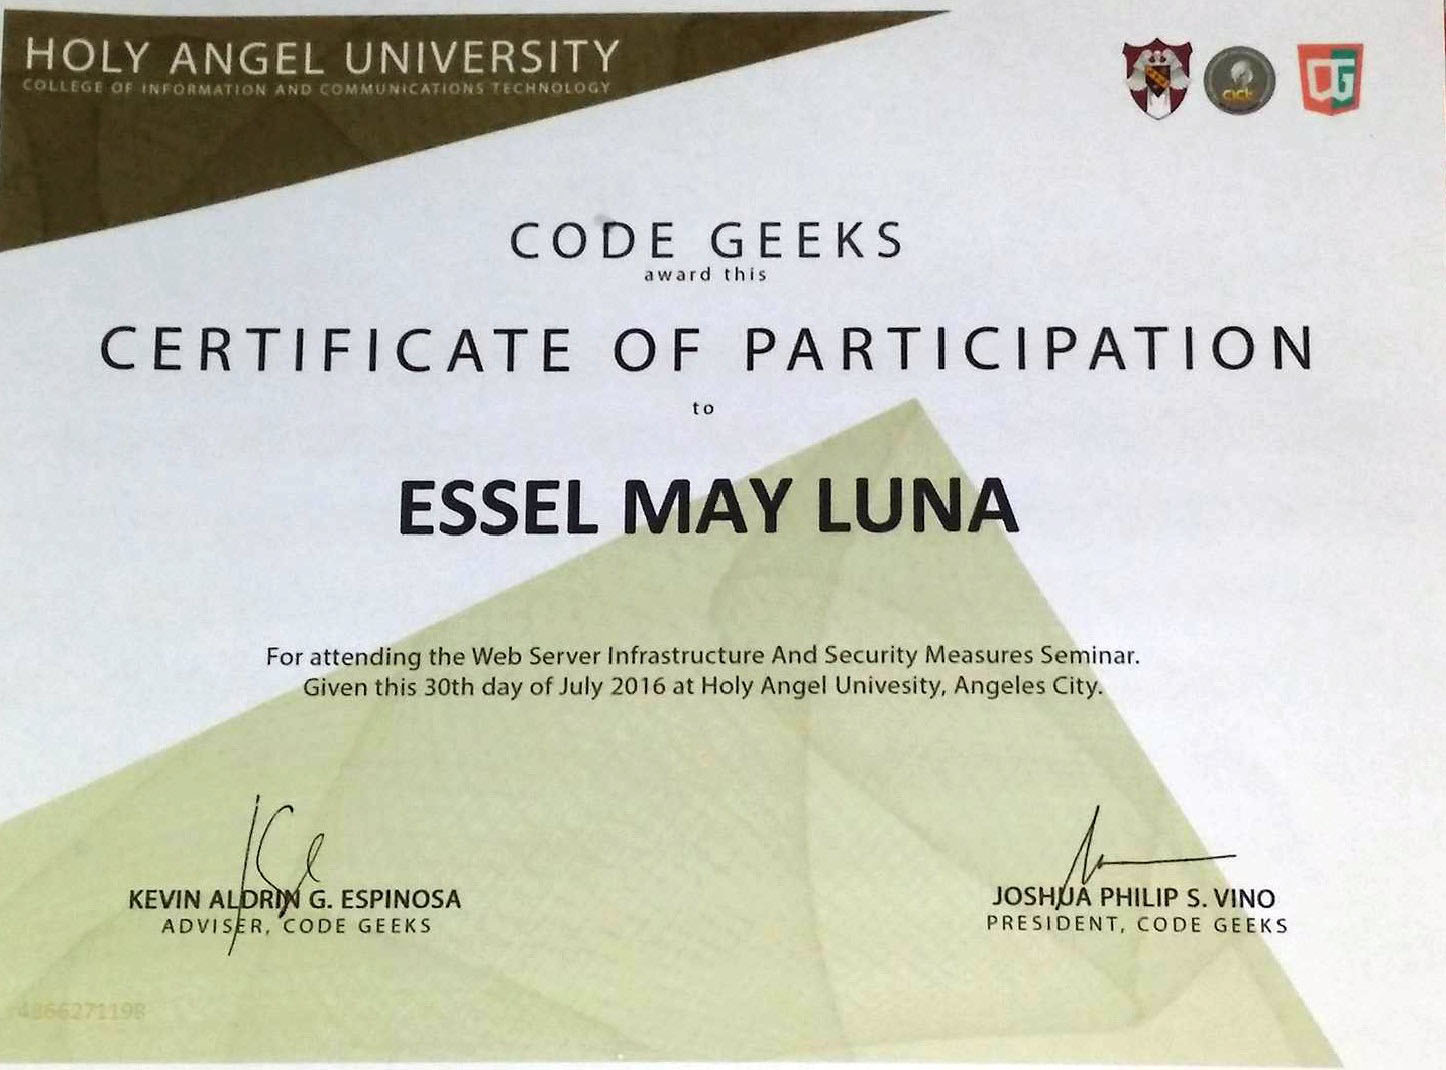 HOLY ANGEL UNIVERSITY
COLLEGE OF INFORMATION AND COMMUNICATIONS TECHNOLOGY
cict
CODE GEEKS
award this
CERTIFICATE OF PARTICIPATION
to
ESSEL MAY LUNA
For attending the Web Server Infrastructure And Security Measures Seminar.
Given this 30th day of July 2016 at Holy Angel Univesity, Angeles City.
KEVIN ALDRIN G. ESPINOSA
ADVISER, CODE GEEKS
JOSHUA PHILIP S. VINO
PRESIDENT, CODE GEEKS